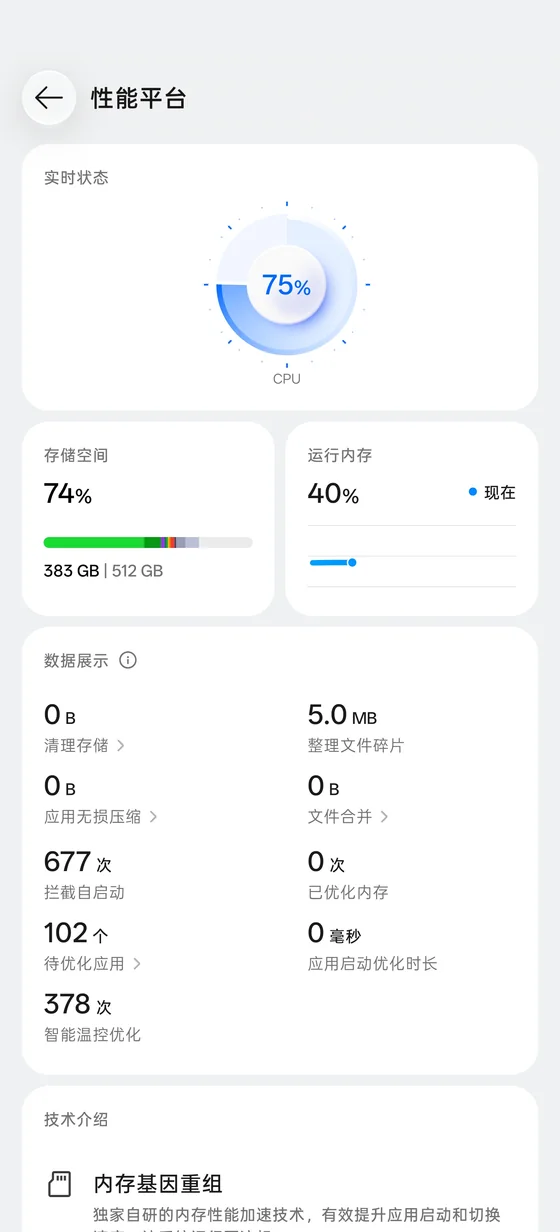 性能平台
实时状态
75%
CPU
存储空间
74%
383 GB | 512 GB
运行内存
40%
现在
数据展示
0 B
清理存储
5.0 MB
整理文件碎片
0 B
应用无损压缩
0 B
文件合并
677 次
拦截自启动
0 次
已优化内存
102 个
待优化应用
0 毫秒
应用启动优化时长
378 次
智能温控优化
技术介绍
内存基因重组
独家自研的内存性能加速技术，有效提升应用启动和切换